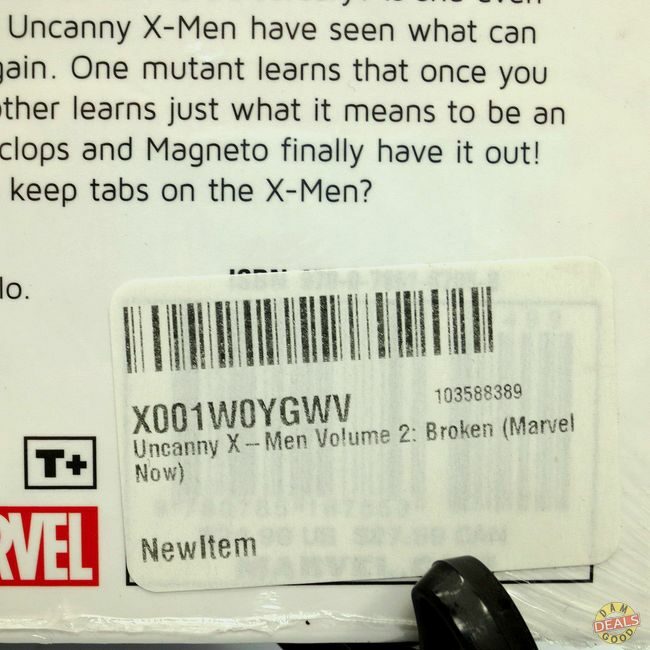 Uncanny X-Men have seen what can
gain. One mutant learns that once you
other learns just what it means to be an
clops and Magneto finally have it out!
keep tabs on the X-Men?
lo.
ISBN
X001W0YGWV 103588389
Uncanny X-Men Volume 2: Broken (Marvel
Now)
T+
RVEL
NewItem
DAM
DEALS
GOOD